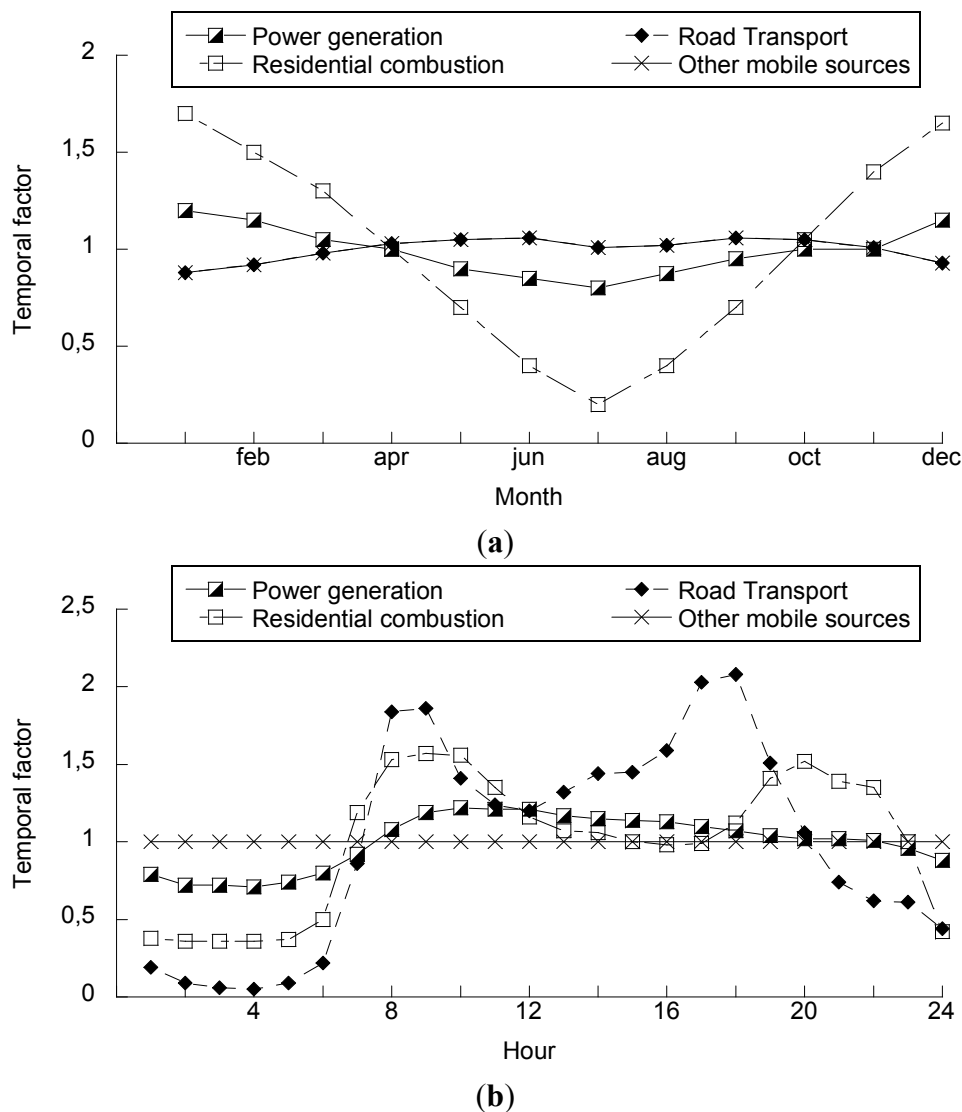 Power generation Road Transport
Residential combustion Other mobile sources
2
1,5
1
0,5
0
Temporal factor
feb apr jun aug oct dec
Month
(a)
Power generation Road Transport
Residential combustion Other mobile sources
2,5
2
1,5
1
0,5
0
Temporal factor
4 8 12 16 20 24
Hour
(b)